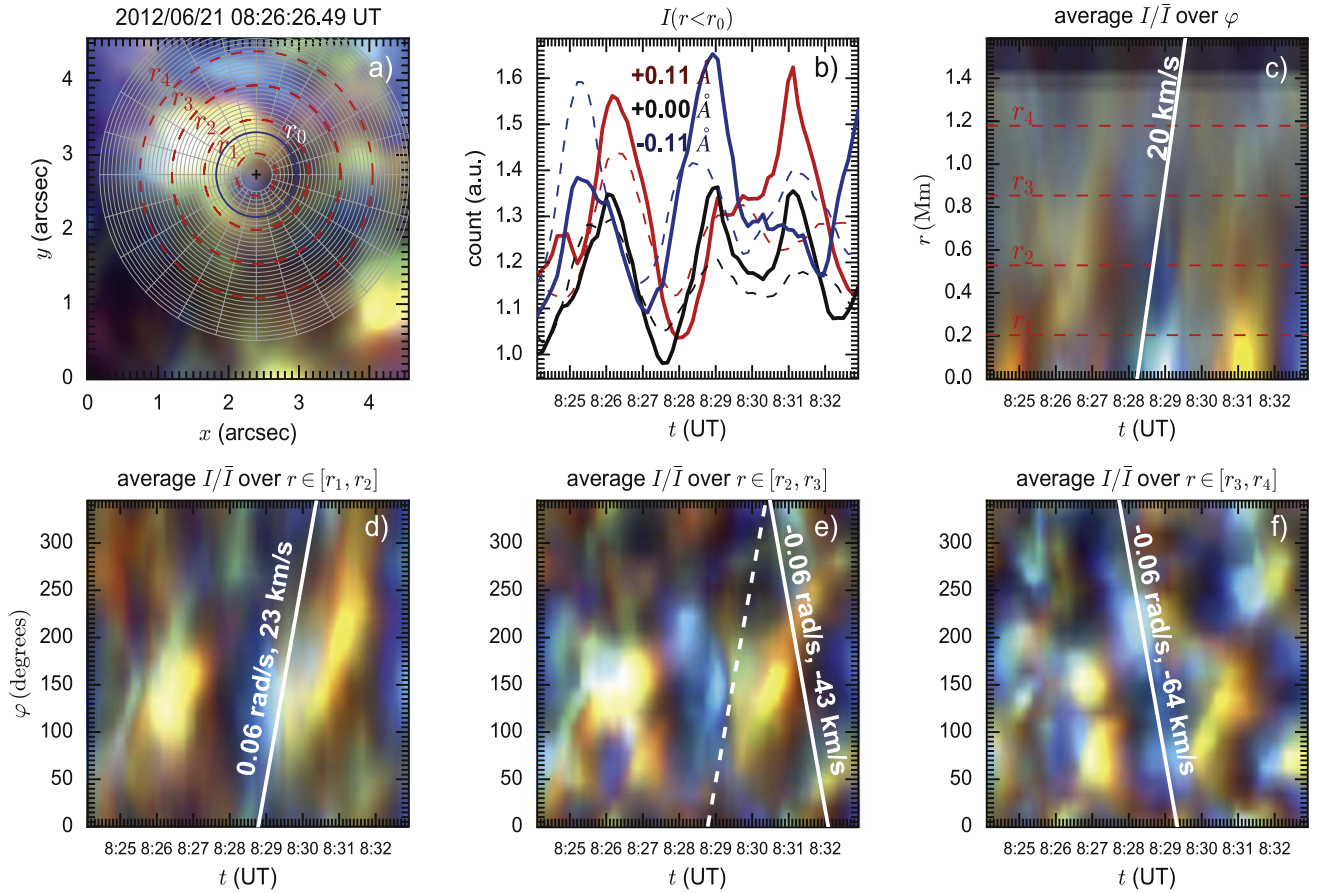 2012/06/21 08:26:26.49 UT
a)
r4
r3
r2
r1
r0
4
3
2
1
0
y (arcsec)
0 1 2 3 4
x (arcsec)
I(r<r0)
b)
+0.11 Å
+0.00 Å
-0.11 Å
1.6
1.5
1.4
1.3
1.2
1.1
1.0
count (a.u.)
8:25 8:26 8:27 8:28 8:29 8:30 8:31 8:32
t (UT)
average I/Ī over φ
c)
20 km/s
r4
r3
r2
r1
1.4
1.2
1.0
0.8
0.6
0.4
0.2
0.0
r (Mm)
8:25 8:26 8:27 8:28 8:29 8:30 8:31 8:32
t (UT)
average I/Ī over r∈[r1, r2]
d)
0.06 rad/s, 23 km/s
300
250
200
150
100
50
0
φ (degrees)
8:25 8:26 8:27 8:28 8:29 8:30 8:31 8:32
t (UT)
average I/Ī over r∈[r2, r3]
e)
-0.06 rad/s, -43 km/s
300
250
200
150
100
50
0
8:25 8:26 8:27 8:28 8:29 8:30 8:31 8:32
t (UT)
average I/Ī over r∈[r3, r4]
f)
-0.06 rad/s, -64 km/s
300
250
200
150
100
50
0
8:25 8:26 8:27 8:28 8:29 8:30 8:31 8:32
t (UT)